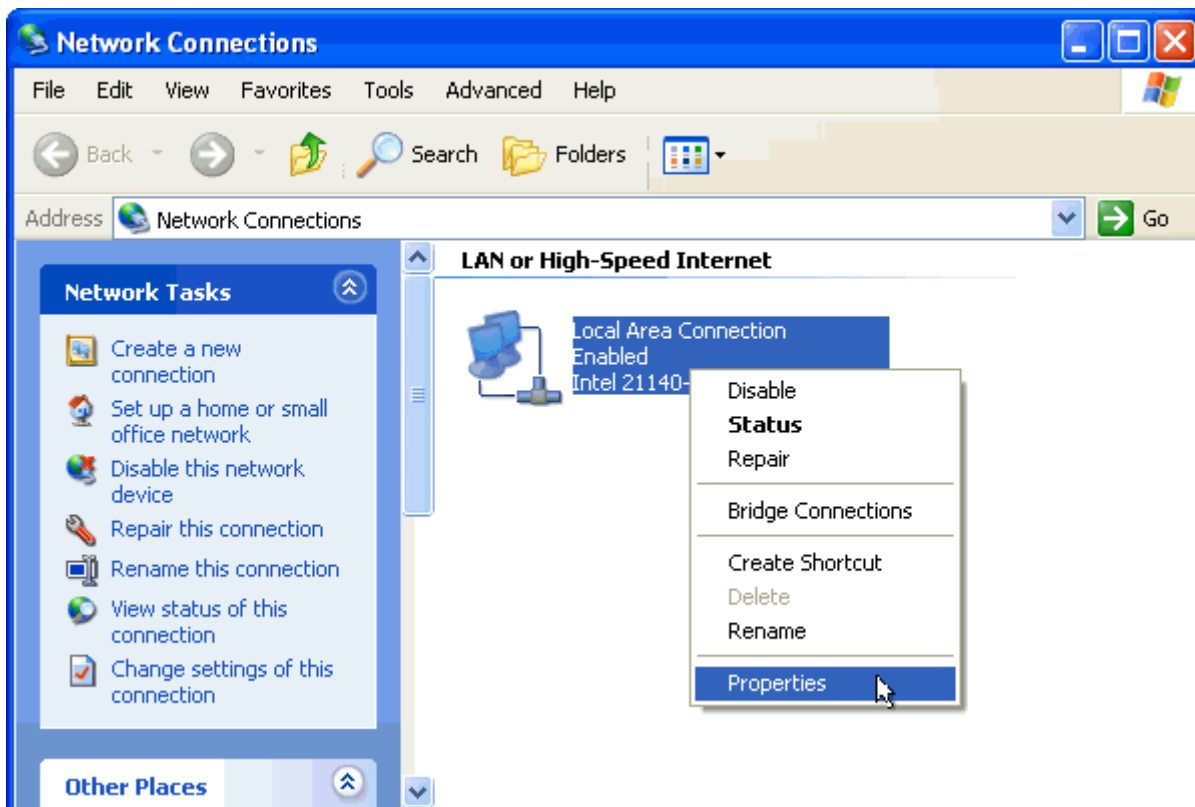 Network Connections
File Edit View Favorites Tools Advanced Help
Back Search Folders
Address Network Connections Go
Network Tasks
Create a new
connection
Set up a home or small
office network
Disable this network
device
Repair this connection
Rename this connection
View status of this
connection
Change settings of this
connection
Other Places
LAN or High-Speed Internet
Local Area Connection
Enabled
Intel 21140-
Disable
Status
Repair
Bridge Connections
Create Shortcut
Delete
Rename
Properties